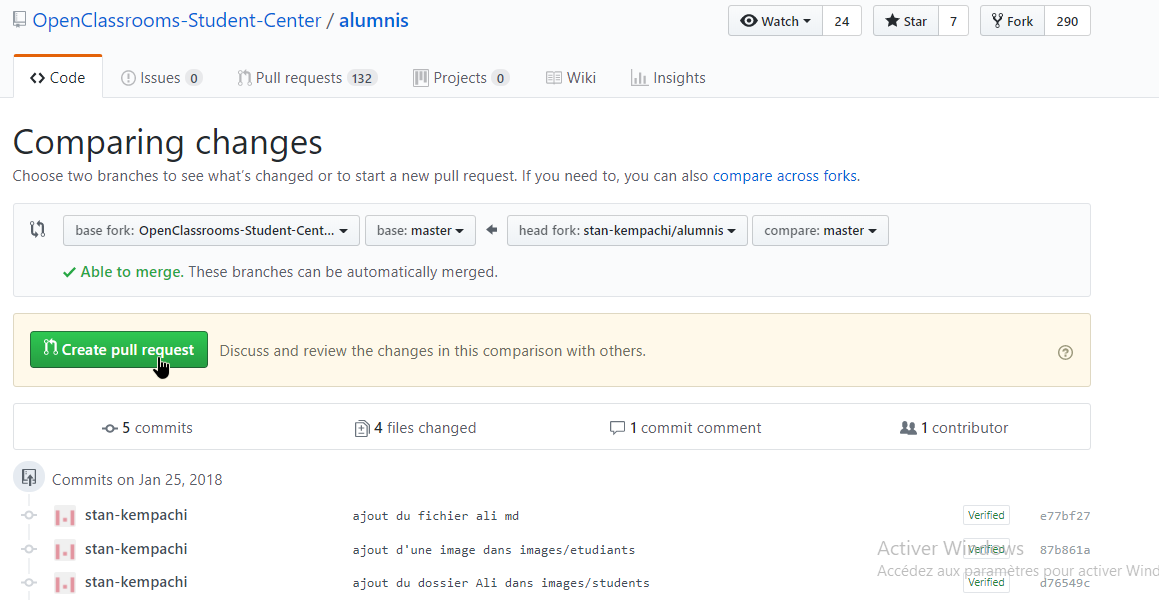 OpenClassrooms-Student-Center / alumnis
Watch 24 Star 7 Fork 290
Code Issues 0 Pull requests 132 Projects 0 Wiki Insights
Comparing changes
Choose two branches to see what's changed or to start a new pull request. If you need to, you can also compare across forks.
base fork: OpenClassrooms-Student-Cent... base: master head fork: stan-kempachi/alumnis compare: master
Able to merge. These branches can be automatically merged.
Create pull request Discuss and review the changes in this comparison with others.
5 commits 4 files changed 1 commit comment 1 contributor
Commits on Jan 25, 2018
stan-kempachi ajout du fichier ali md Verified e77bf27
stan-kempachi ajout d'une image dans images/etudiants Verified 87b861a
stan-kempachi ajout du dossier Ali dans images/students Verified d76549c
Activer Windows
Accédez aux paramètres pour activer Wind